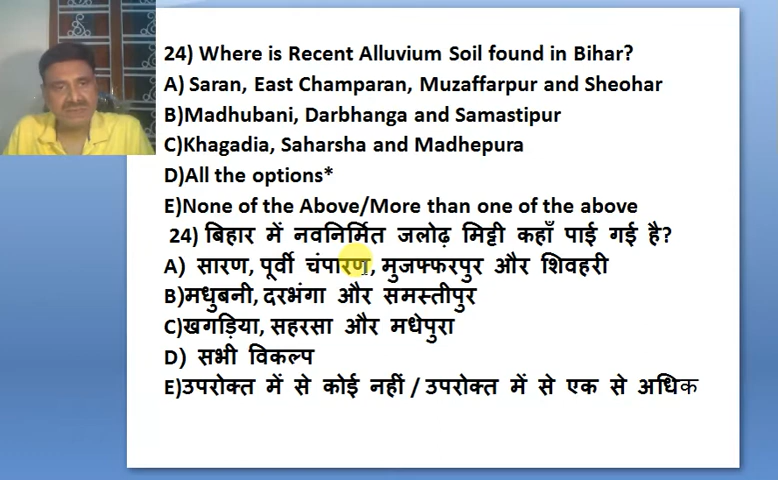 24) Where is Recent Alluvium Soil found in Bihar?
A) Saran, East Champaran, Muzaffarpur and Sheohar
B)Madhubani, Darbhanga and Samastipur
C)Khagadia, Saharsha and Madhepura
D)All the options*
E)None of the Above/More than one of the above
24) बिहार में नवनिर्मित जलोढ़ मिट्टी कहाँ पाई गई है?
A) सारण, पूर्वी चंपारण, मुजफ्फरपुर और शिवहरी
B)मधुबनी, दरभंगा और समस्तीपुर
C)खगड़िया, सहरसा और मधेपुरा
D) सभी विकल्प
E)उपरोक्त में से कोई नहीं / उपरोक्त में से एक से अधिक